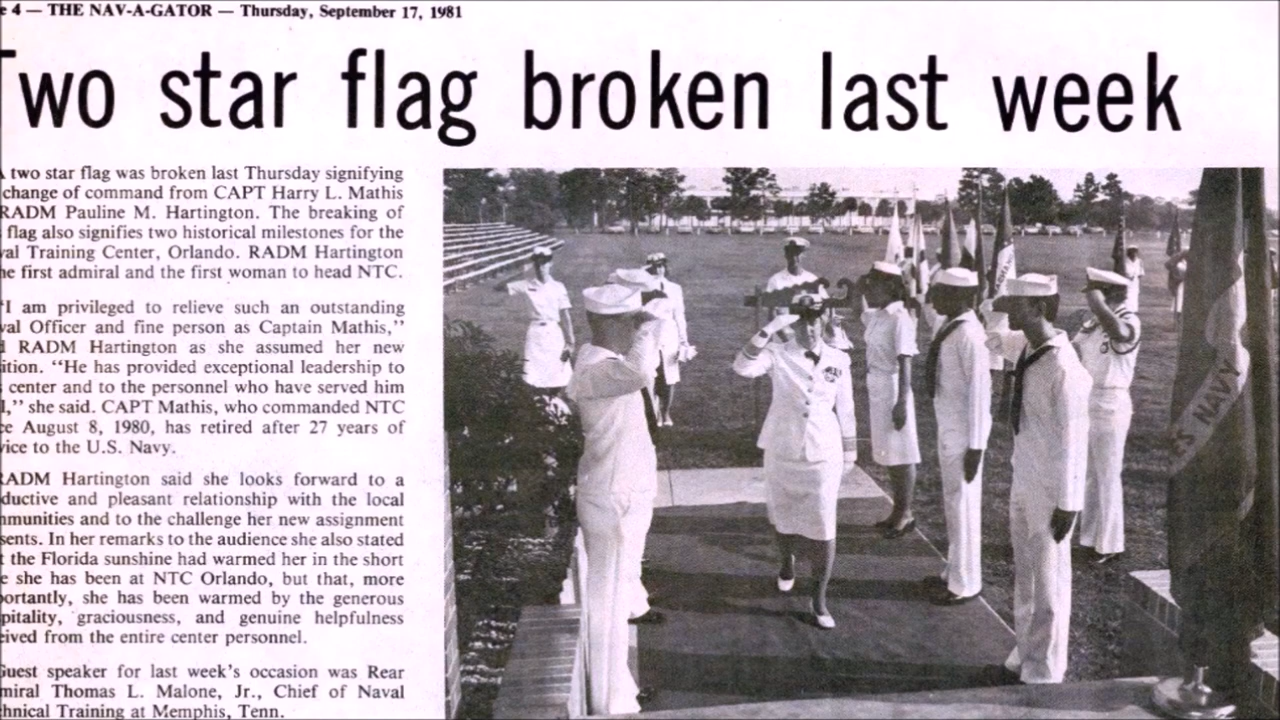 e 4 — THE NAV-A-GATOR — Thursday, September 17, 1981
Two star flag broken last week
A two star flag was broken last Thursday signifying
change of command from CAPT Harry L. Mathis
RADM Pauline M. Hartington. The breaking of
flag also signifies two historical milestones for the
val Training Center, Orlando. RADM Hartington
he first admiral and the first woman to head NTC.
"I am privileged to relieve such an outstanding
val Officer and fine person as Captain Mathis,"
d RADM Hartington as she assumed her new
ition. "He has provided exceptional leadership to
s center and to the personnel who have served him
l," she said. CAPT Mathis, who commanded NTC
ce August 8, 1980, has retired after 27 years of
vice to the U.S. Navy.
RADM Hartington said she looks forward to a
ductive and pleasant relationship with the local
mmunities and to the challenge her new assignment
sents. In her remarks to the audience she also stated
t the Florida sunshine had warmed her in the short
e she has been at NTC Orlando, but that, more
portantly, she has been warmed by the generous
pitality, graciousness, and genuine helpfulness
eived from the entire center personnel.
Guest speaker for last week's occasion was Rear
miral Thomas L. Malone, Jr., Chief of Naval
chnical Training at Memphis, Tenn.
ES NAVY